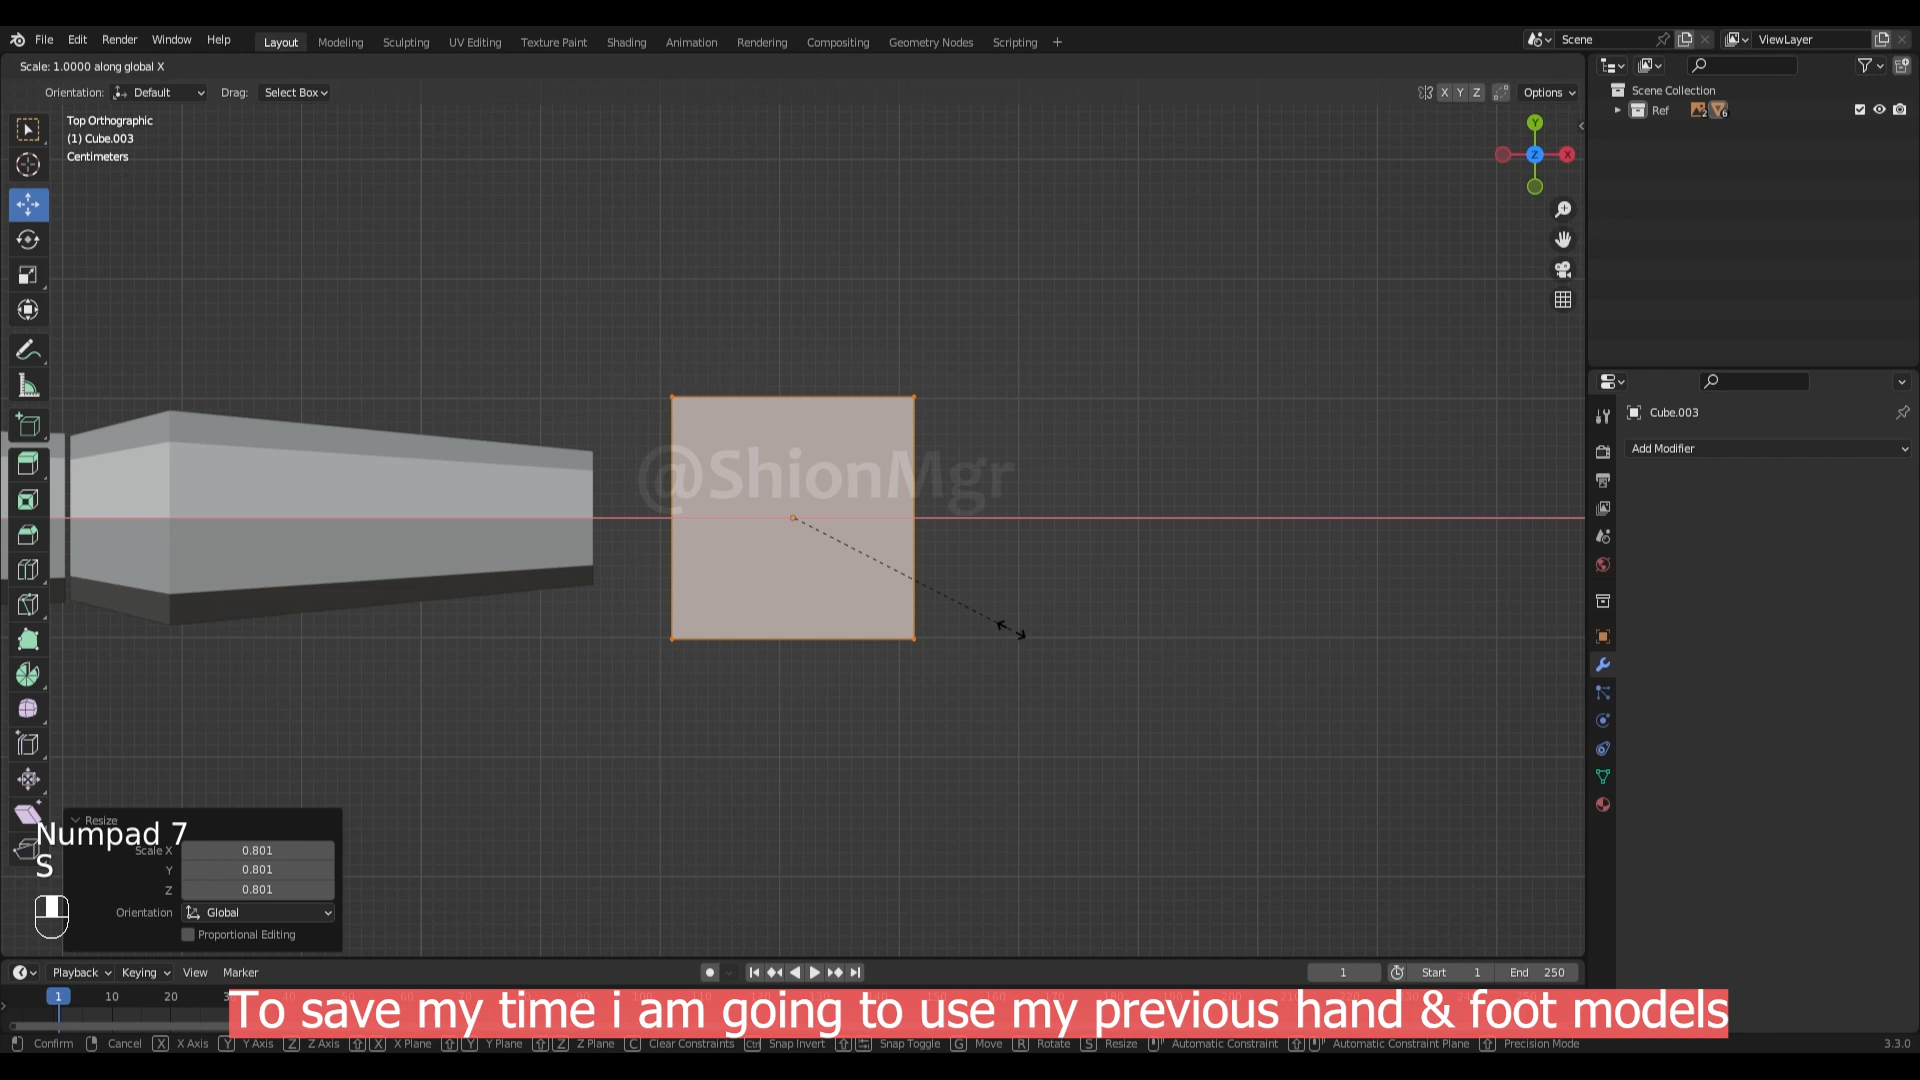 File Edit Render Window Help Layout Modeling Sculpting UV Editing Texture Paint Shading Animation Rendering Compositing Geometry Nodes Scripting + Scene ViewLayer
Scale: 1.0000 along global X
Orientation: Default Drag: Select Box X Y Z Options
Scene Collection
Ref 2 6
Top Orthographic
(1) Cube.003
Centimeters
Y
Z X
Cube.003
Add Modifier
@ShionMgr
Resize
Numpad 7
S
Scale X 0.801
Y 0.801
Z 0.801
Orientation Global
Proportional Editing
Playback Keying View Marker 1 Start 1 End 250
1 10 20
To save my time i am going to use my previous hand & foot models
Confirm Cancel X X Axis Y Y Axis Z Z Axis X X Plane Y Y Plane Z Z Plane C Clear Constraints Ctrl Snap Invert Snap Toggle G Move R Rotate S Resize Automatic Constraint Automatic Constraint Plane Precision Mode 3.3.0